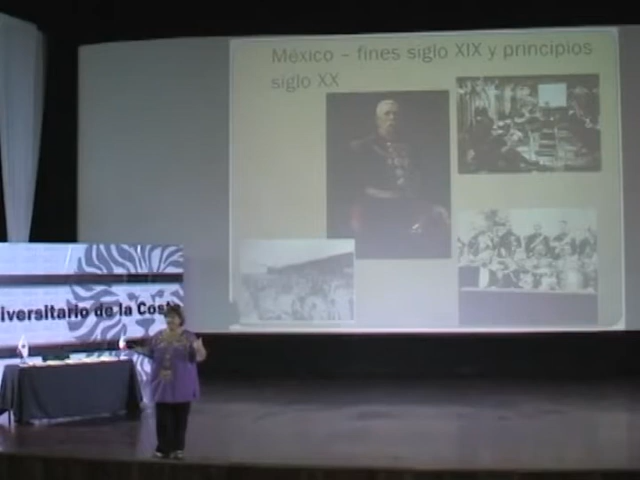 México – fines siglo XIX y principios
siglo XX
iversitario de la Cost